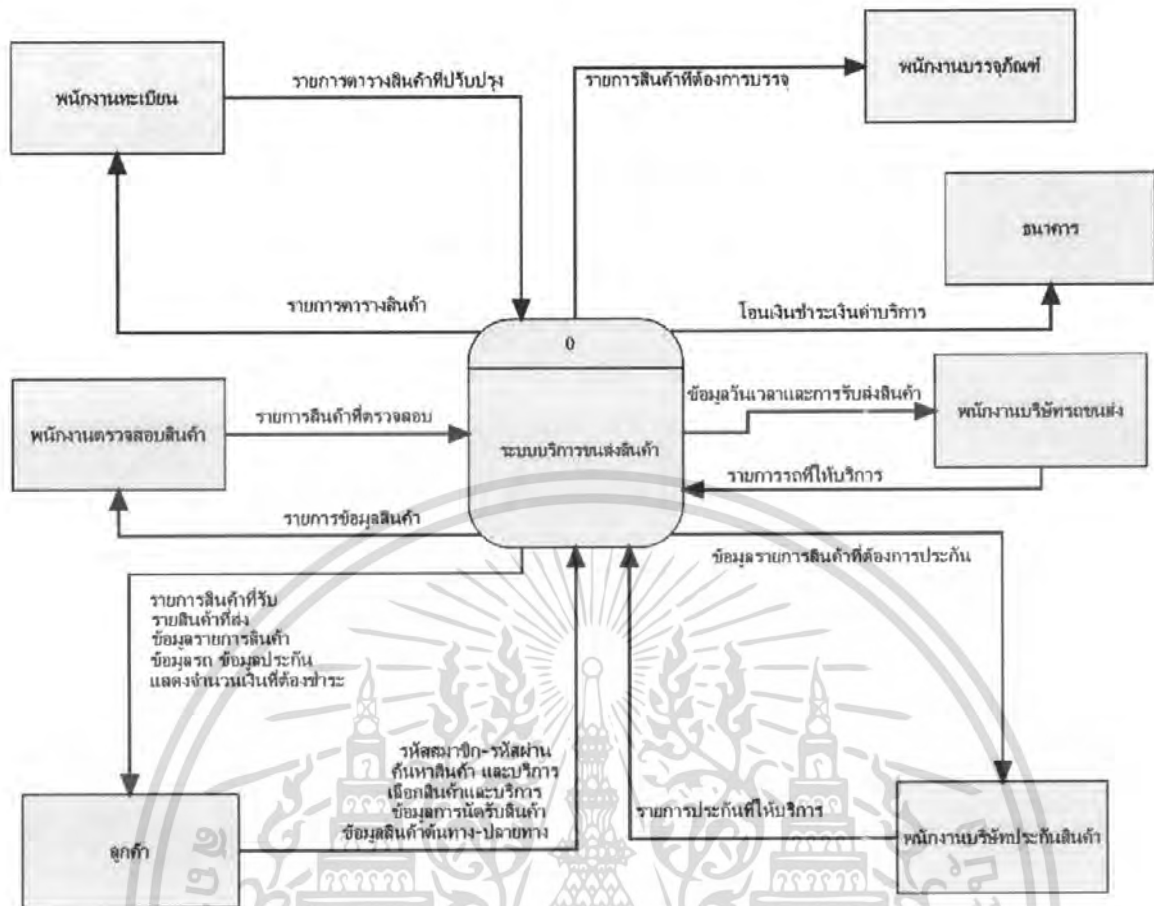 พนักงานทะเบียน
รายการตารางสินค้าที่ปรับปรุง
รายการสินค้าที่ต้องการบรรจุ
พนักงานบรรจุภัณฑ์
ธนาคาร
รายการตารางสินค้า
โอนเงินชำระเงินค่าบริการ
0
ระบบบริการขนส่งสินค้า
พนักงานตรวจสอบสินค้า
รายการสินค้าที่ตรวจสอบ
ข้อมูลวันเวลาและการรับส่งสินค้า
พนักงานบริษัทรถขนส่ง
รายการรถที่ให้บริการ
รายการข้อมูลสินค้า
ข้อมูลรายการสินค้าที่ต้องการประกัน
รายการสินค้าที่รับ
รายสินค้าที่ส่ง
ข้อมูลรายการสินค้า
ข้อมูลรถ ข้อมูลประกัน
แสดงจำนวนเงินที่ต้องชำระ
รหัสสมาชิก-รหัสผ่าน
ค้นหาสินค้า และบริการ
เลือกสินค้าและบริการ
ข้อมูลการนัดรับสินค้า
ข้อมูลสินค้าต้นทาง-ปลายทาง
ลูกค้า
รายการประกันที่ให้บริการ
พนักงานบริษัทประกันสินค้า